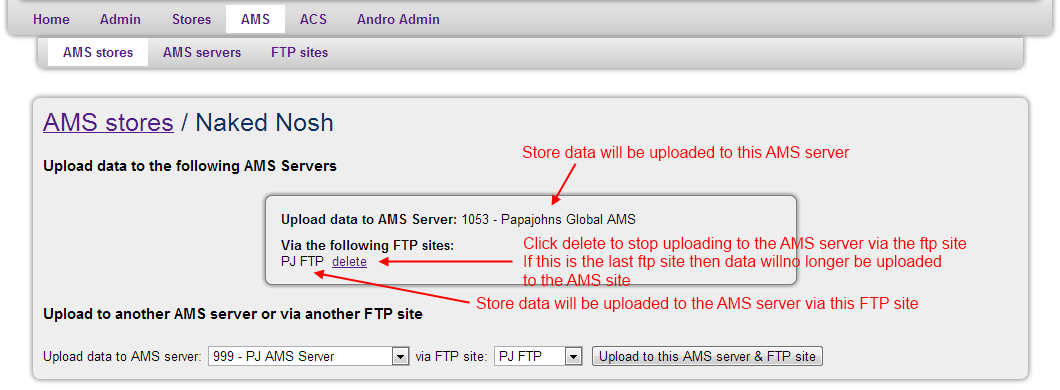 Home Admin Stores AMS ACS Andro Admin
AMS stores AMS servers FTP sites
AMS stores / Naked Nosh
Store data will be uploaded to this AMS server
Upload data to the following AMS Servers
Upload data to AMS Server: 1053 - Papajohns Global AMS
Via the following FTP sites:
PJ FTP delete
Click delete to stop uploading to the AMS server via the ftp site
If this is the last ftp site then data willno longer be uploaded
to the AMS site
Store data will be uploaded to the AMS server via this FTP site
Upload to another AMS server or via another FTP site
Upload data to AMS server: 999 - PJ AMS Server via FTP site: PJ FTP Upload to this AMS server & FTP site